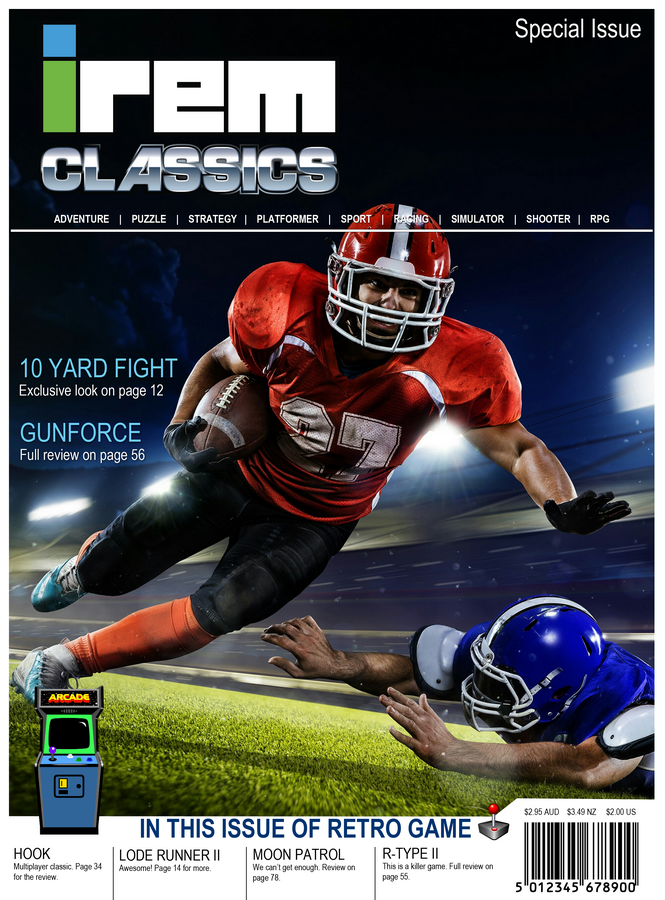 Special Issue
irem
CLASSICS
ADVENTURE | PUZZLE | STRATEGY | PLATFORMER | SPORT | RACING | SIMULATOR | SHOOTER | RPG
27
10 YARD FIGHT
Exclusive look on page 12
GUNFORCE
Full review on page 56
ARCADE
IN THIS ISSUE OF RETRO GAME
$2.95 AUD $3.49 NZ $2.00 US
HOOK
Multiplayer classic. Page 34
for the review.
LODE RUNNER II
Awesome! Page 14 for more.
MOON PATROL
We can't get enough. Review on
page 78.
R-TYPE II
This is a killer game. Full review on
page 55.
5 012345 678900